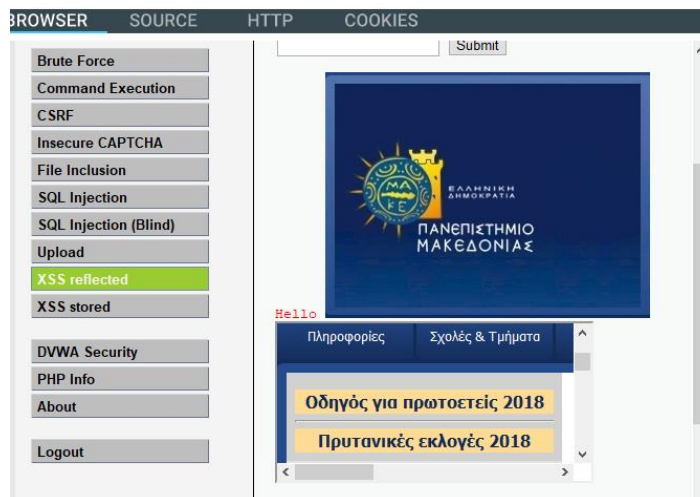 BROWSER SOURCE HTTP COOKIES
Brute Force
Command Execution
CSRF
Insecure CAPTCHA
File Inclusion
SQL Injection
SQL Injection (Blind)
Upload
XSS reflected
XSS stored
DVWA Security
PHP Info
About
Logout
Submit
ΜΑ
ΚΕ
ΕΛΛΗΝΙΚΗ
ΔΗΜΟΚΡΑΤΙΑ
ΠΑΝΕΠΙΣΤΗΜΙΟ
ΜΑΚΕΔΟΝΙΑΣ
Hello
Πληροφορίες Σχολές & Τμήματα
Οδηγός για πρωτοετείς 2018
Πρυτανικές εκλογές 2018